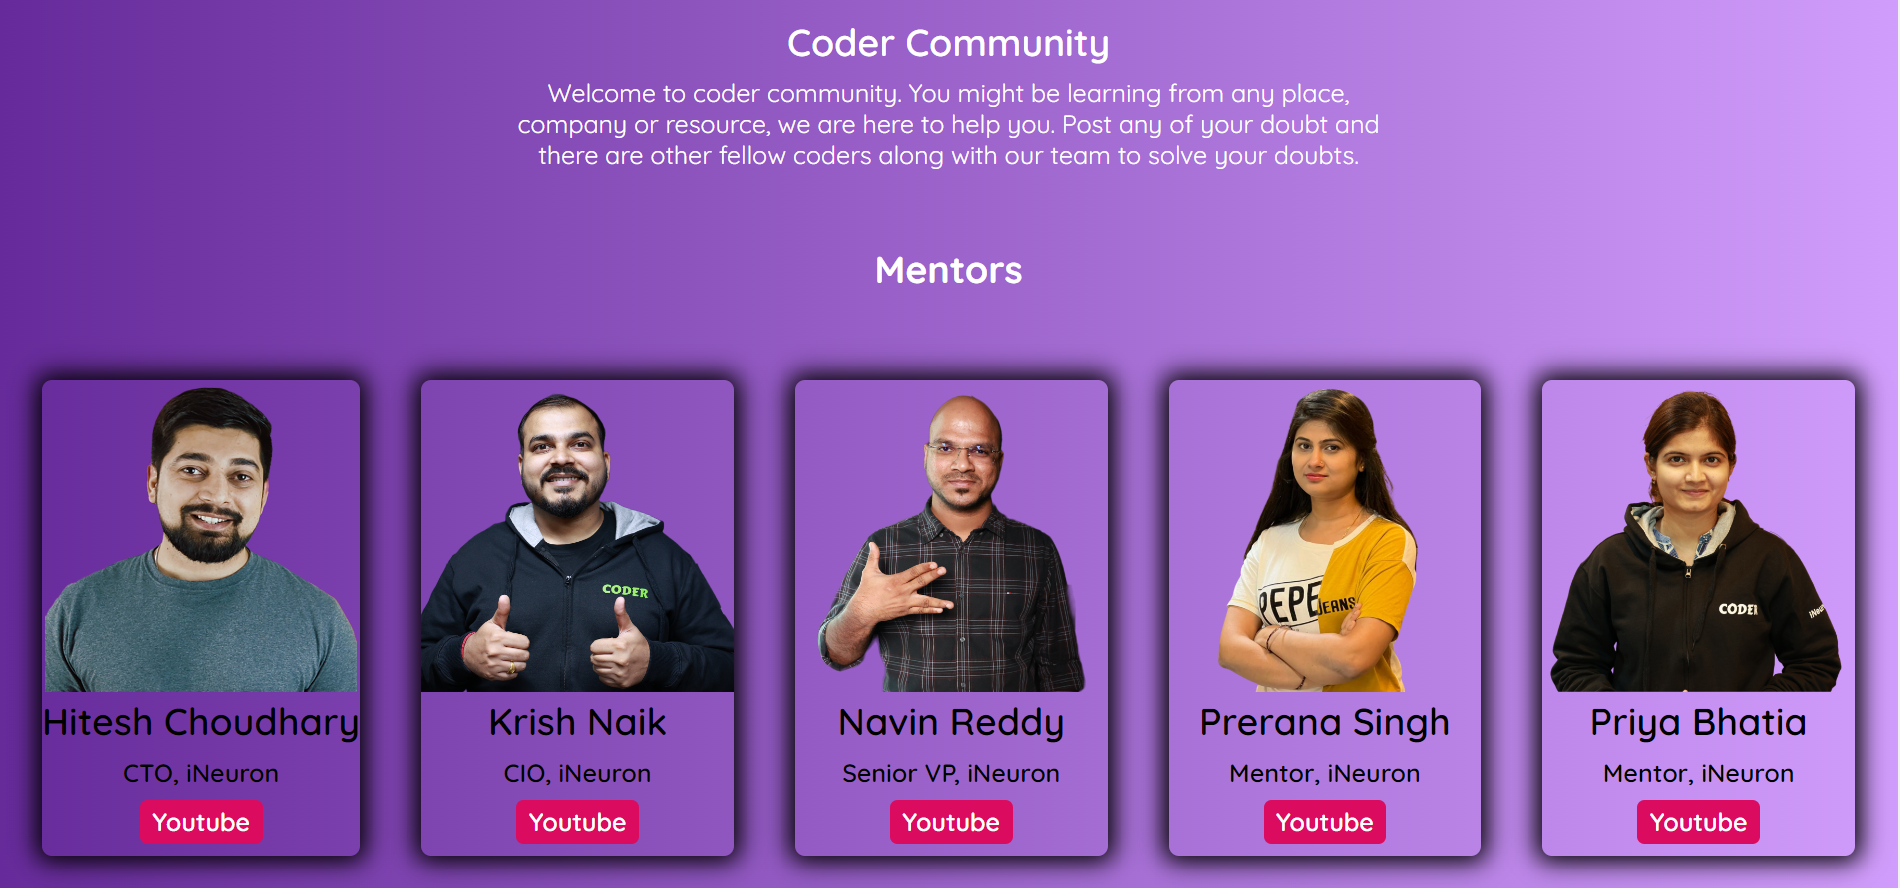 Coder Community
Welcome to coder community. You might be learning from any place,
company or resource, we are here to help you. Post any of your doubt and
there are other fellow coders along with our team to solve your doubts.
Mentors
CODER
PEPE JEANS
CODER
Hitesh Choudhary
CTO, iNeuron
Youtube
Krish Naik
CIO, iNeuron
Youtube
Navin Reddy
Senior VP, iNeuron
Youtube
Prerana Singh
Mentor, iNeuron
Youtube
Priya Bhatia
Mentor, iNeuron
Youtube